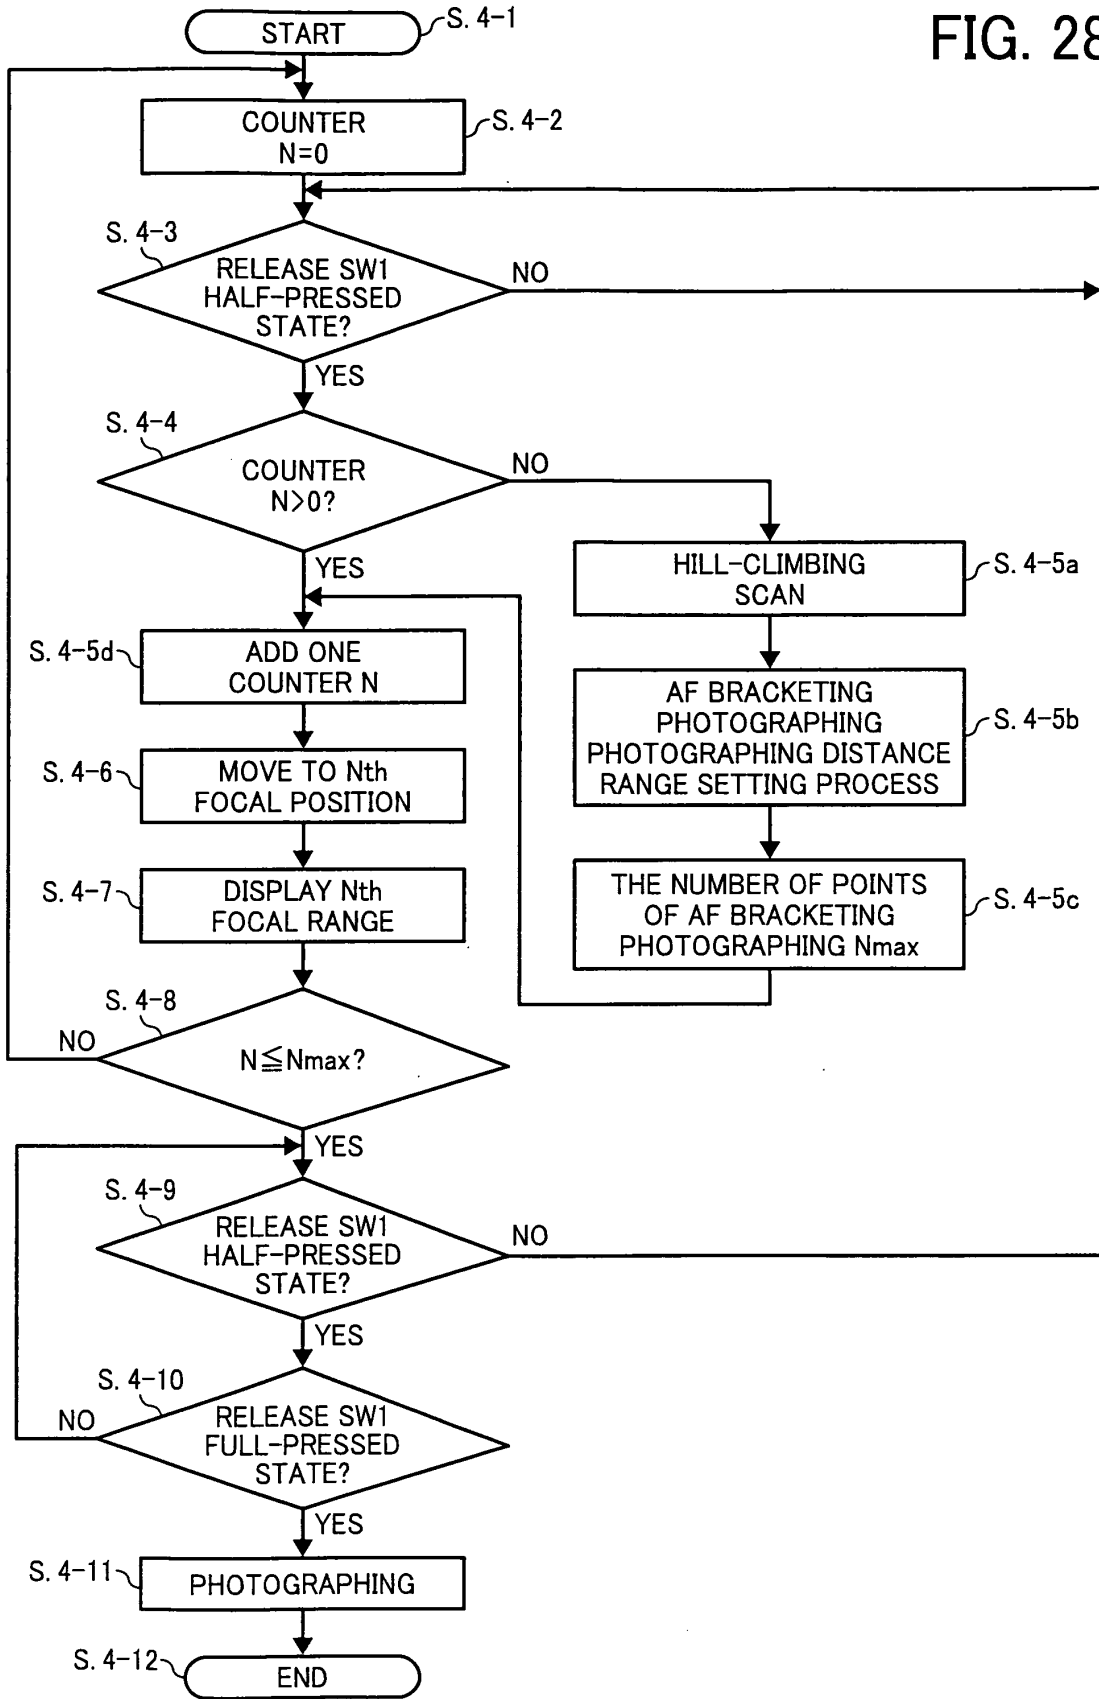 FIG. 28
START
S. 4-1
COUNTER
N=0
S. 4-2
S. 4-3
RELEASE SW1
HALF-PRESSED
STATE?
NO
YES
S. 4-4
COUNTER
N>0?
NO
YES
HILL-CLIMBING
SCAN
S. 4-5a
AF BRACKETING
PHOTOGRAPHING
PHOTOGRAPHING DISTANCE
RANGE SETTING PROCESS
S. 4-5b
THE NUMBER OF POINTS
OF AF BRACKETING
PHOTOGRAPHING Nmax
S. 4-5c
S. 4-5d
ADD ONE
COUNTER N
S. 4-6
MOVE TO Nth
FOCAL POSITION
S. 4-7
DISPLAY Nth
FOCAL RANGE
S. 4-8
NO
N≦Nmax?
YES
S. 4-9
RELEASE SW1
HALF-PRESSED
STATE?
NO
YES
S. 4-10
NO
RELEASE SW1
FULL-PRESSED
STATE?
YES
S. 4-11
PHOTOGRAPHING
S. 4-12
END